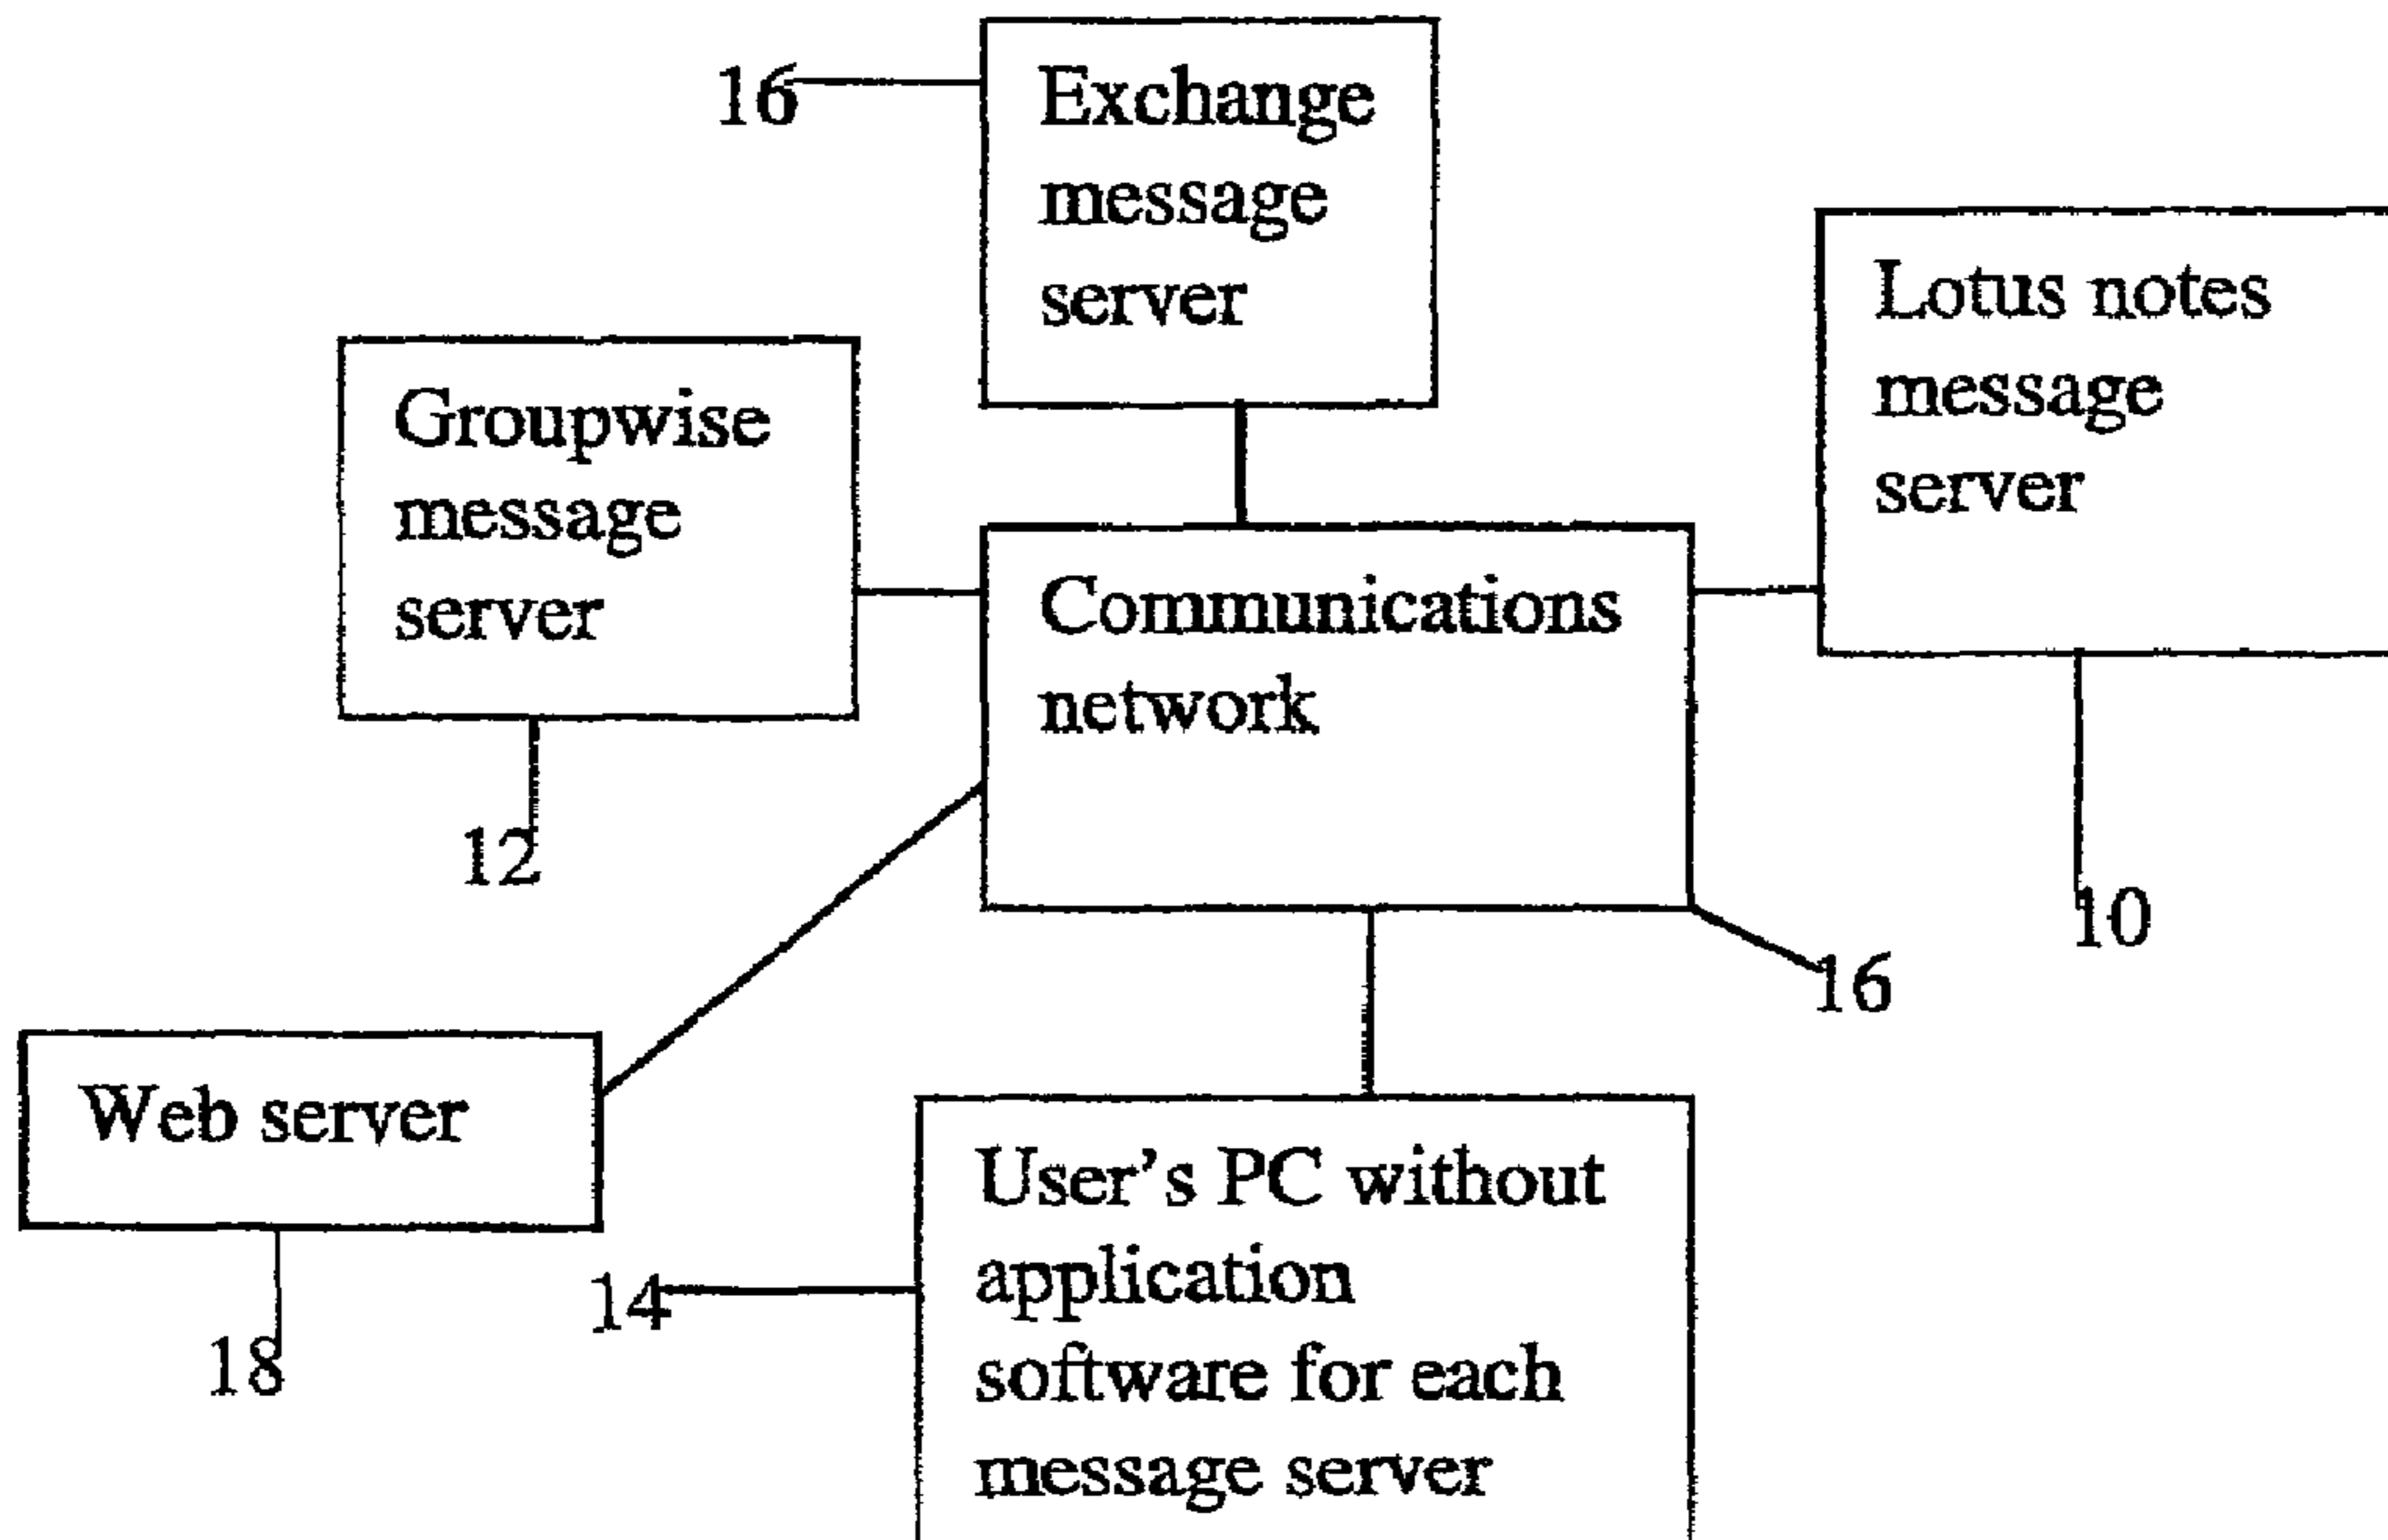 16
Exchange
message
server
Lotus notes
message
server
Groupwise
message
server
Communications
network
12
10
16
Web server
18
14
User's PC without
application
software for each
message server